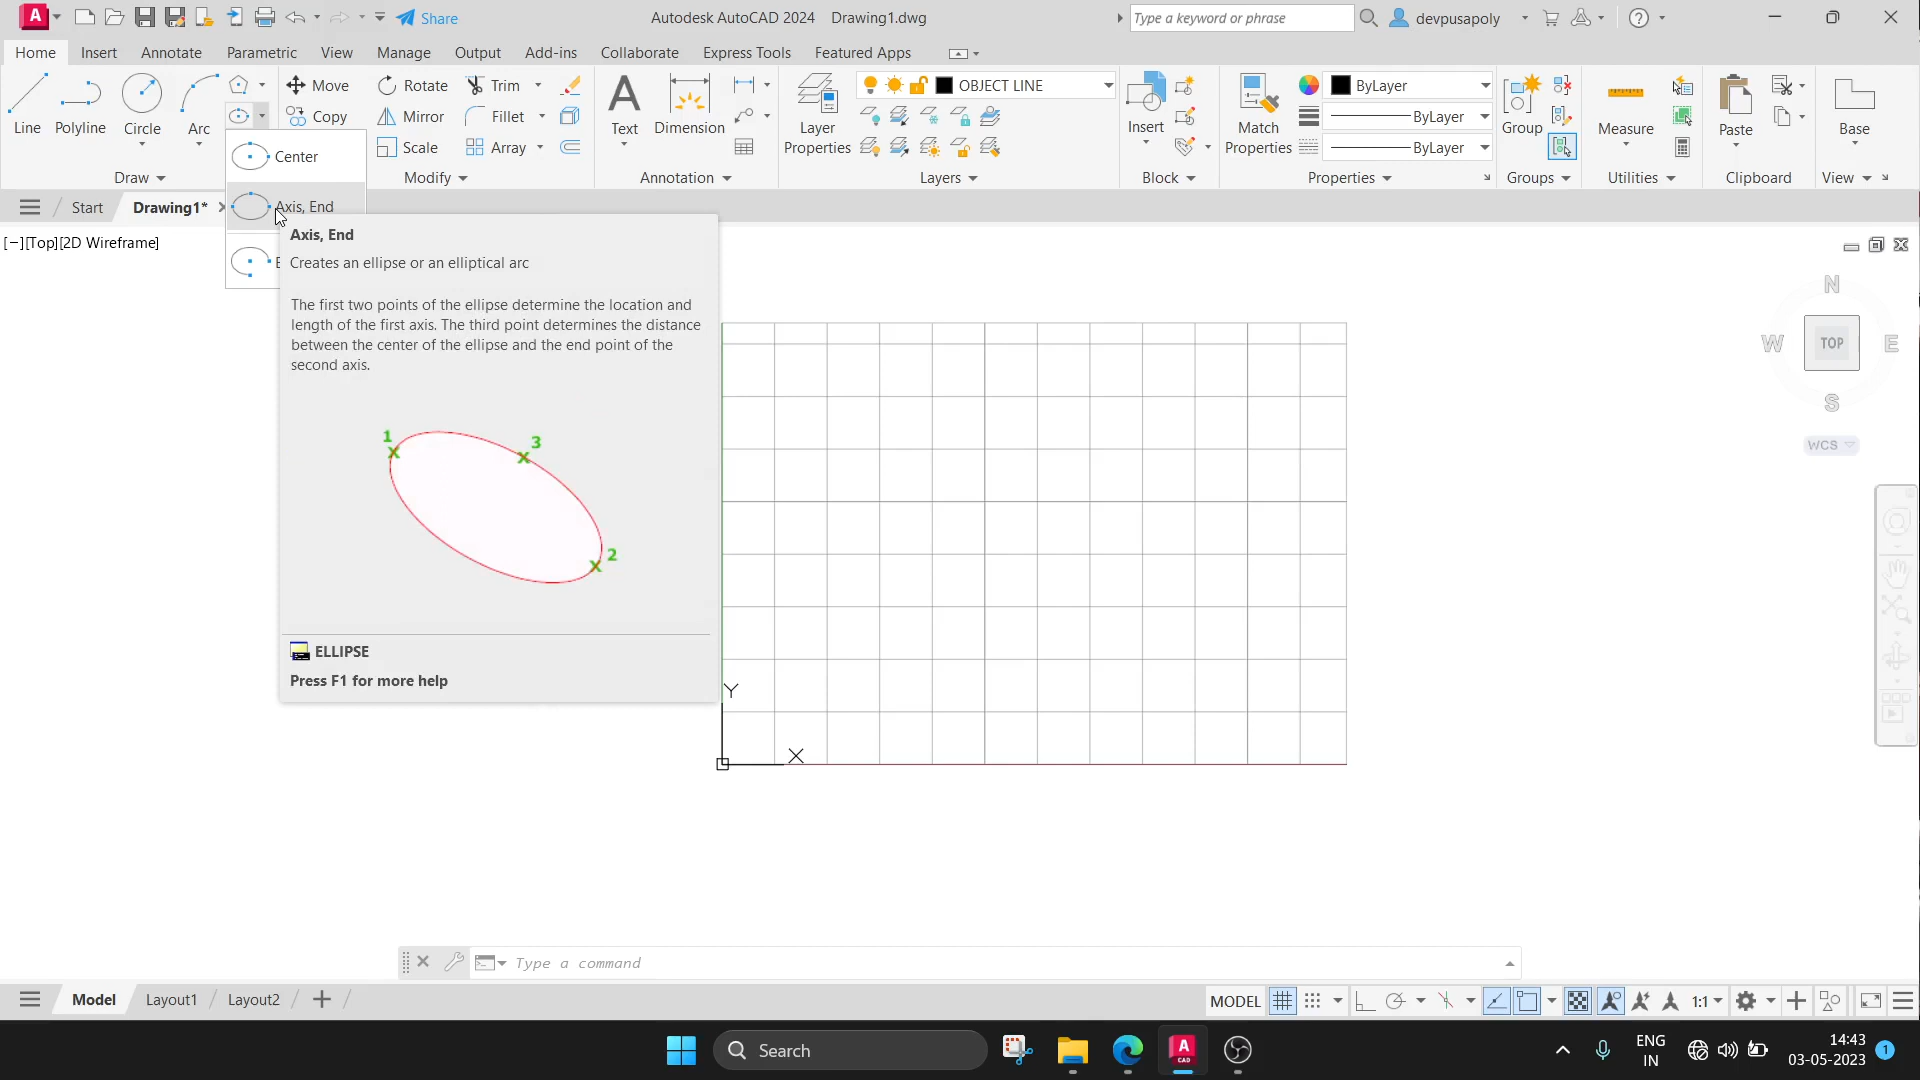 A
Share
Autodesk AutoCAD 2024 Drawing1.dwg
Type a keyword or phrase
devpusapoly
Home Insert Annotate Parametric View Manage Output Add-ins Collaborate Express Tools Featured Apps
Line Polyline Circle Arc
Move Rotate Trim
Copy Mirror Fillet
Scale Array
Text Dimension
Layer Properties
OBJECT LINE
Insert
Match Properties
ByLayer
ByLayer
ByLayer
Group
Measure
Paste
Base
Draw Modify Annotation Layers Block Properties Groups Utilities Clipboard View
Center
Axis, End
Start Drawing1*
[−][Top][2D Wireframe]
Axis, End
Creates an ellipse or an elliptical arc
The first two points of the ellipse determine the location and
length of the first axis. The third point determines the distance
between the center of the ellipse and the end point of the
second axis.
1
3
2
ELLIPSE
Press F1 for more help
N
W TOP E
S
WCS
Y
X
Type a command
Model Layout1 Layout2
MODEL
1:1
Search
A
CAD
ENG
IN
14:43
03-05-2023
1